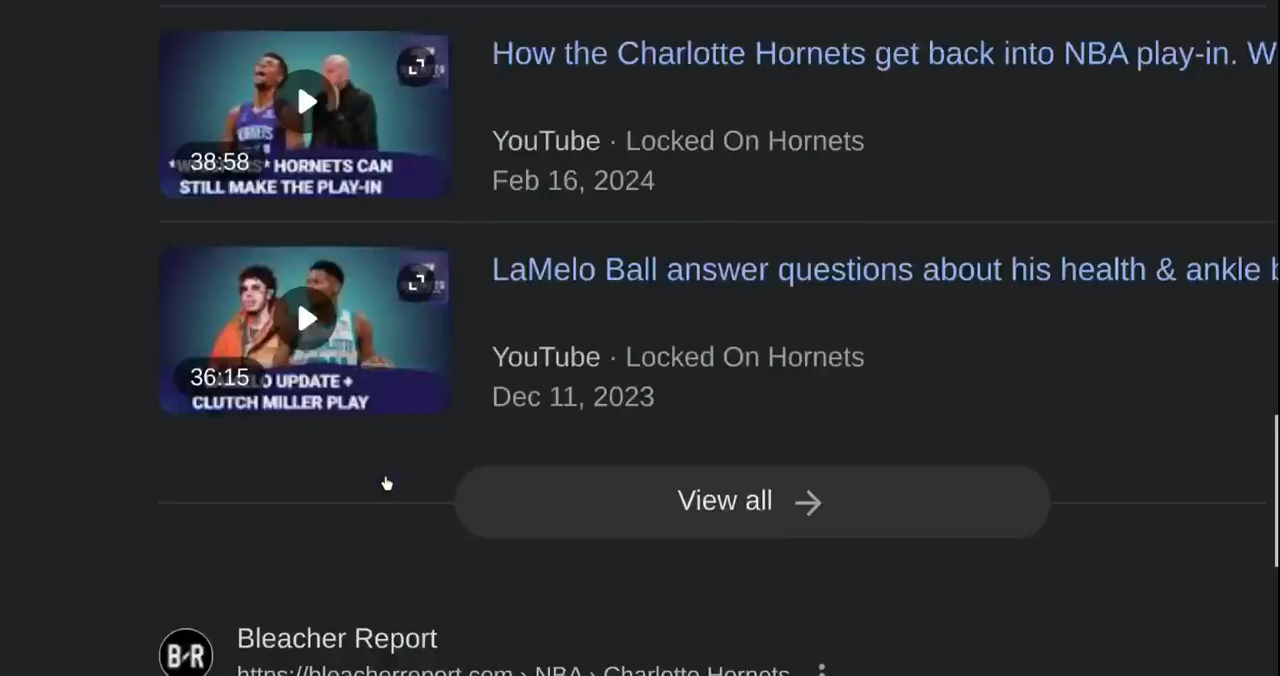 How the Charlotte Hornets get back into NBA play-in. W
38:58
HORNETS CAN
STILL MAKE THE PLAY-IN
YouTube · Locked On Hornets
Feb 16, 2024
LaMelo Ball answer questions about his health & ankle
36:15
UPDATE +
CLUTCH MILLER PLAY
YouTube · Locked On Hornets
Dec 11, 2023
View all →
Bleacher Report
B/R
https://bleacherreport.com › NBA › Charlotte Hornets